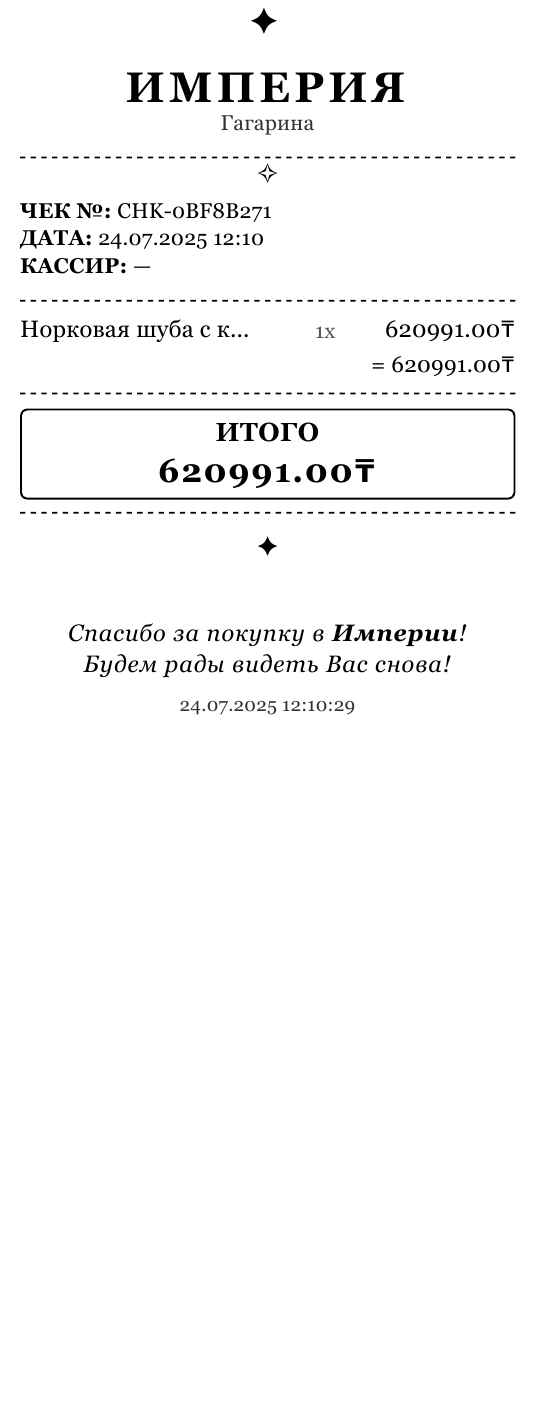 ИМПЕРИЯ
Гагарина
ЧЕК №: CHK-0BF8B271
ДАТА: 24.07.2025 12:10
КАССИР: —
Норковая шуба с к... 1x 620991.00₸
= 620991.00₸
ИТОГО
620991.00₸
Спасибо за покупку в Империи!
Будем рады видеть Вас снова!
24.07.2025 12:10:29